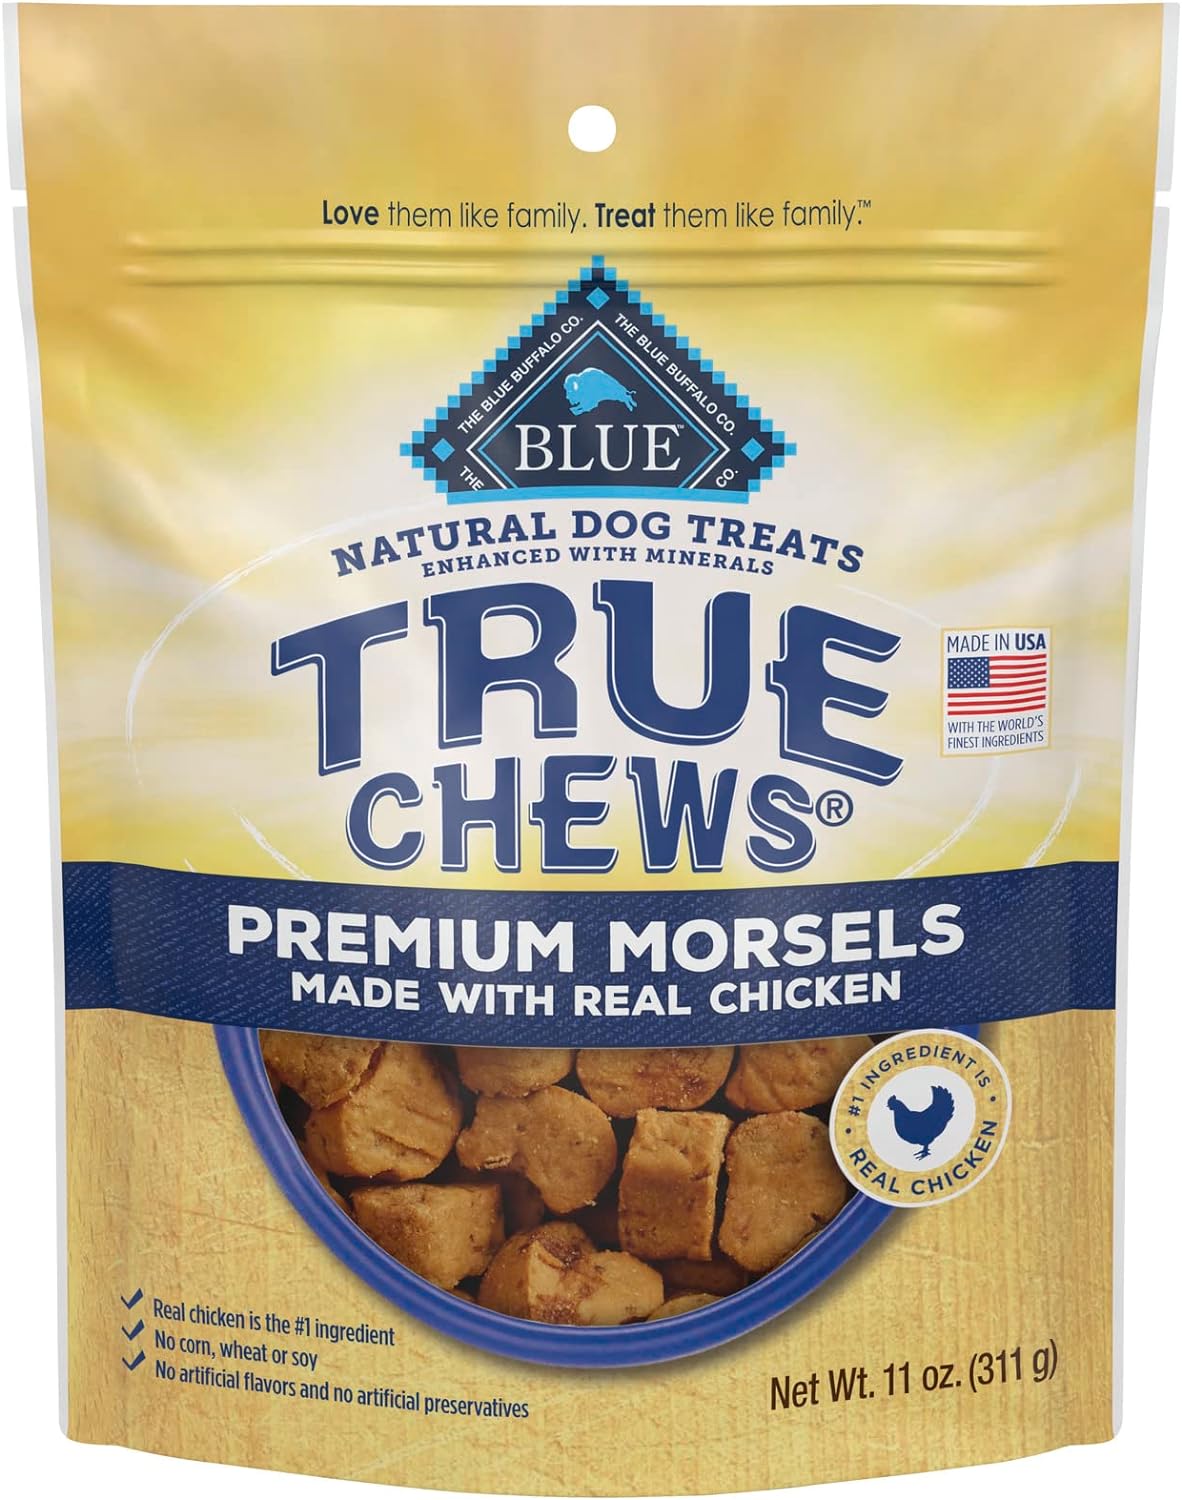 Love them like family. Treat them like family.™
THE BLUE BUFFALO CO.
THE BLUE BUFFALO CO.
BLUE™
THE
CO.
NATURAL DOG TREATS
ENHANCED WITH MINERALS
TRUE
CHEWS®
MADE IN USA
WITH THE WORLD'S
FINEST INGREDIENTS
PREMIUM MORSELS
MADE WITH REAL CHICKEN
• #1 INGREDIENT IS •
REAL CHICKEN
Real chicken is the #1 ingredient
No corn, wheat or soy
No artificial flavors and no artificial preservatives
Net Wt. 11 oz. (311 g)